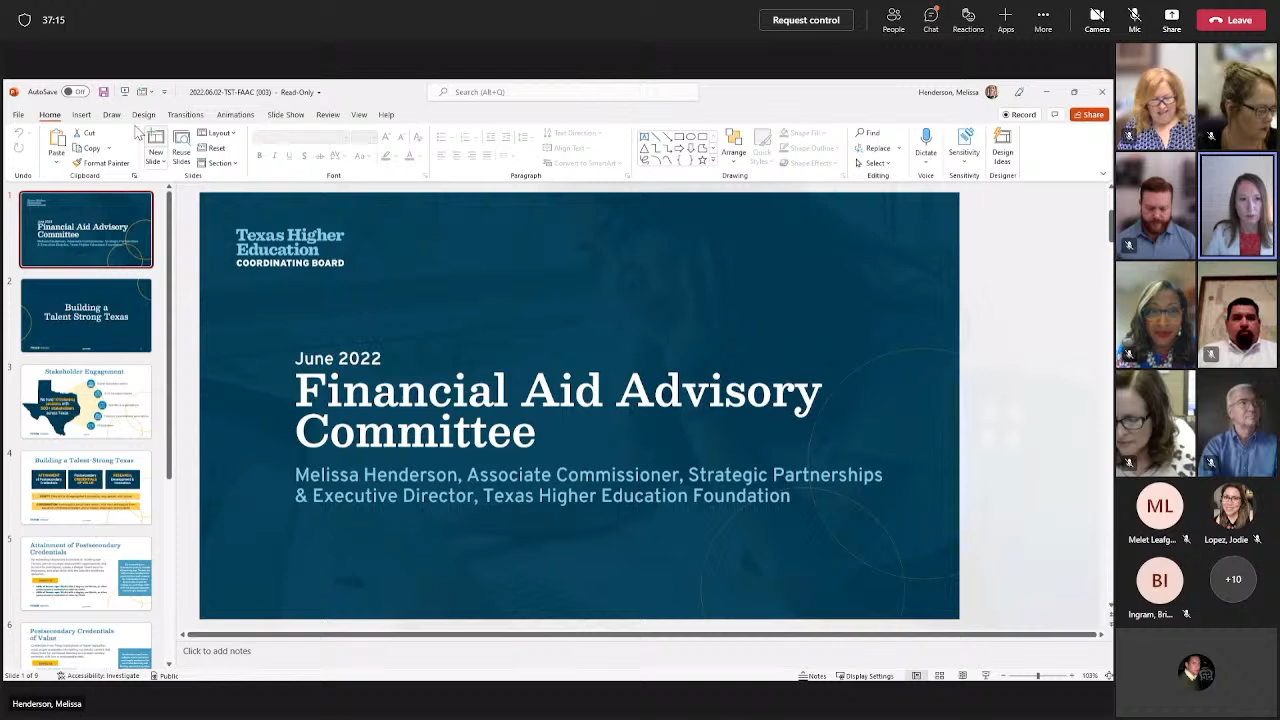 37:15
Request control
People
Chat
Reactions
Apps
More
Camera
Mic
Share
Leave
AutoSave
Off
2022.06.02-TST-FAAC (003) - Read-Only
Search (Alt+Q)
Henderson, Melissa
File
Home
Insert
Draw
Design
Transitions
Animations
Slide Show
Review
View
Help
Record
Share
Paste
Cut
Copy
Format Painter
New
Slide
Reuse
Slides
Layout
Reset
Section
Text Direction
Align Text
Convert to SmartArt
Arrange
Quick
Styles
Shape Fill
Shape Outline
Shape Effects
Find
Replace
Select
Dictate
Sensitivity
Design
Ideas
Undo
Clipboard
Slides
Font
Paragraph
Drawing
Editing
Voice
Sensitivity
Designer
1
June 2022
Financial Aid Advisory
Committee
2
Building a
Talent Strong Texas
3
Stakeholder Engagement
4
Building a Talent-Strong Texas
5
Attainment of Postsecondary
Credentials
6
Postsecondary Credentials
of Value
Texas Higher
Education
COORDINATING BOARD
June 2022
Financial Aid Advisory
Committee
Melissa Henderson, Associate Commissioner, Strategic Partnerships
& Executive Director, Texas Higher Education Foundation
Click to add notes
Slide 1 of 9
Accessibility: Investigate
Public
Notes
Display Settings
103%
Henderson, Melissa
ML
Melet Leafg...
Lopez, Jodie
BI
Ingram, Bri...
+10